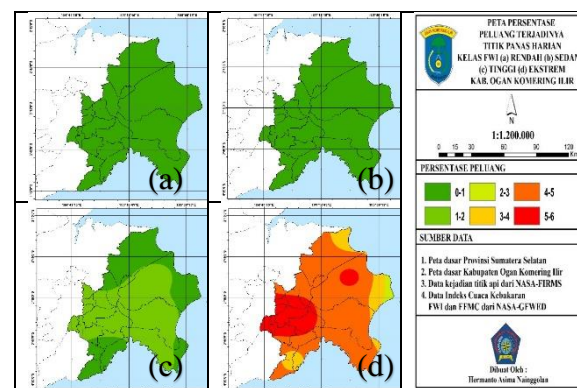 (a)
(b)
(c)
(d)
PETA PERSENTASE
PELUANG TERJADINYA
TITIK PANAS HARIAN
KELAS FWI (a) RENDAH (b) SEDANG
(c) TINGGI (d) EKSTREM
KAB. OGAN KOMERING ILIR
N
1:1.200.000
0 15 30 60 90 120
PERSENTASE PELUANG
0-1 2-3 4-5
1-2 3-4 5-6
SUMBER DATA
1. Peta dasar Provinsi Sumatera Selatan
2. Peta dasar Kabupaten Ogan Komering Ilir
3. Data kejadian titik api dari NASA-FIRMS
4. Data Indeks Cuaca Kebakaran
FWI dan FFMC dari NASA-GFWED
Dibuat Oleh :
Hermanto Asima Nainggolan